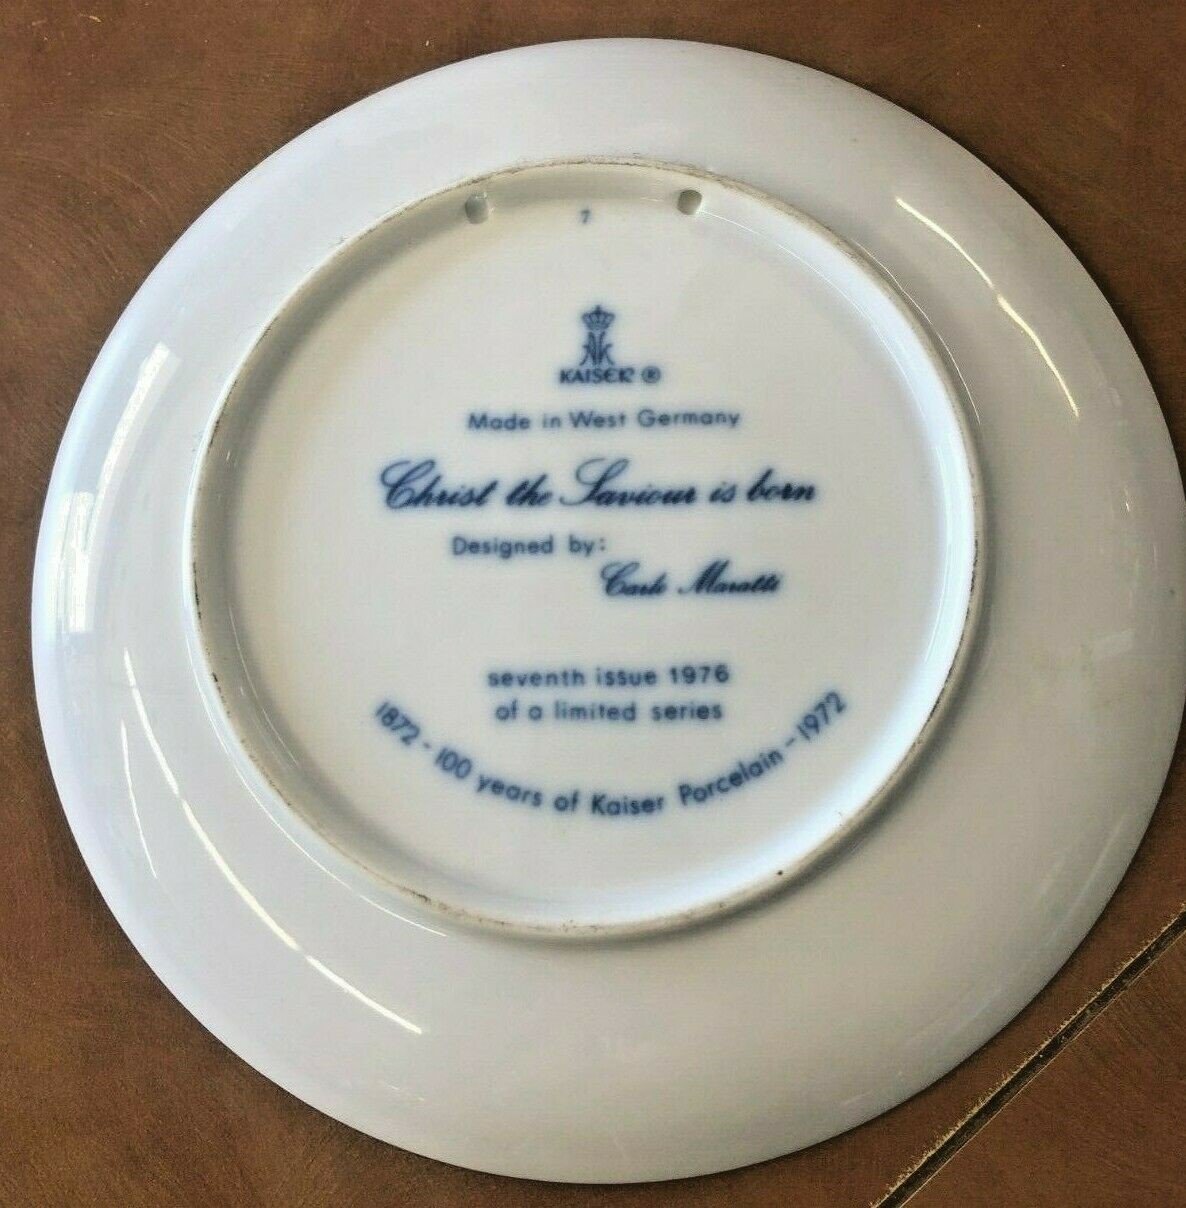 7
AK
KAISER ®
Made in West Germany
Christ the Saviour is born
Designed by:
Carlo Maratti
seventh issue 1976
of a limited series
1872 - 100 years of Kaiser Porcelain - 1972